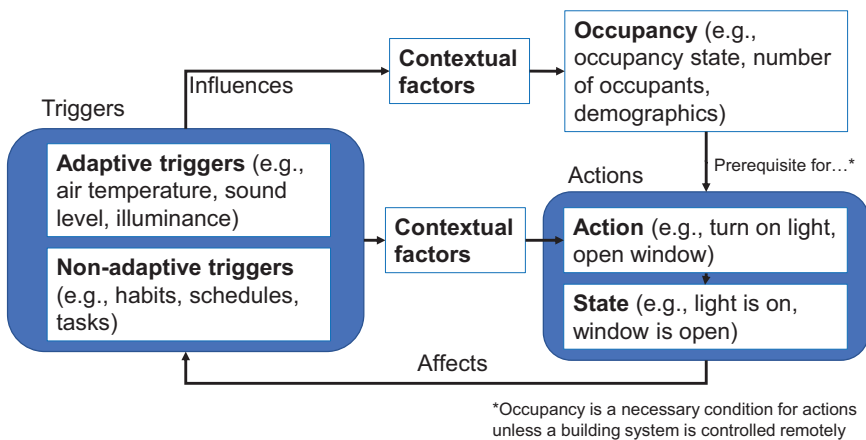 Occupancy (e.g.,
occupancy state, number
of occupants,
demographics)
Contextual
factors
Influences
Triggers
Adaptive triggers (e.g.,
air temperature, sound
level, illuminance)
Non-adaptive triggers
(e.g., habits, schedules,
tasks)
Contextual
factors
Prerequisite for…*
Actions
Action (e.g., turn on light,
open window)
State (e.g., light is on,
window is open)
Affects
*Occupancy is a necessary condition for actions
unless a building system is controlled remotely